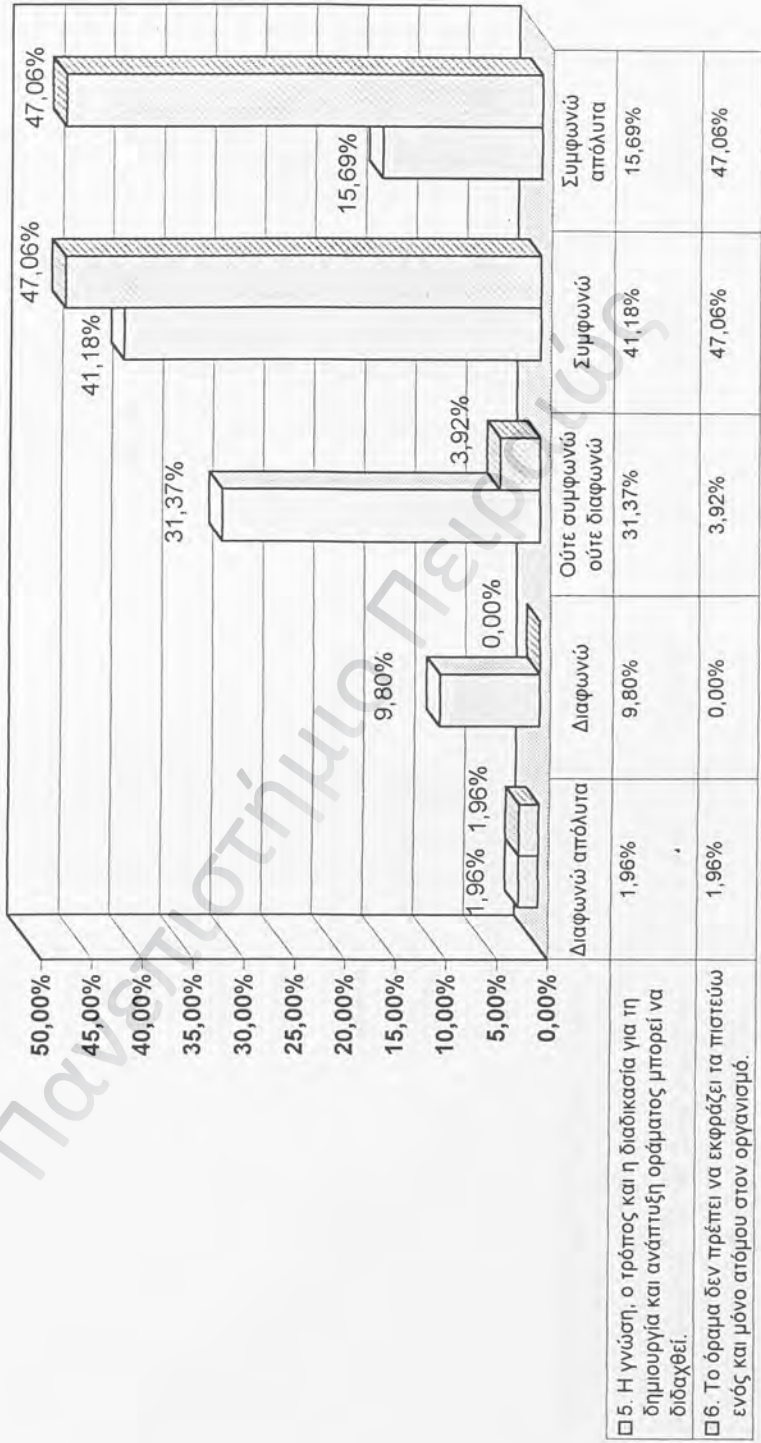 50,00%
45,00%
40,00%
35,00%
30,00%
25,00%
20,00%
15,00%
10,00%
5,00%
0,00%
1,96% 1,96%
9,80% 0,00%
31,37% 3,92%
41,18% 47,06%
15,69% 47,06%
Διαφωνώ απόλυτα Διαφωνώ Ούτε συμφωνώ Συμφωνώ Συμφωνώ
ούτε διαφωνώ απόλυτα
5. Η γνώση, ο τρόπος και η διαδικασία για τη
δημιουργία και ανάπτυξη οράματος μπορεί να
διδαχθεί.
1,96% 9,80% 31,37% 41,18% 15,69%
6. Το όραμα δεν πρέπει να εκφράζει τα πιστεύω
ενός και μόνο ατόμου στον οργανισμό.
1,96% 0,00% 3,92% 47,06% 47,06%
Πανεπιστήμιο Πειραιώς